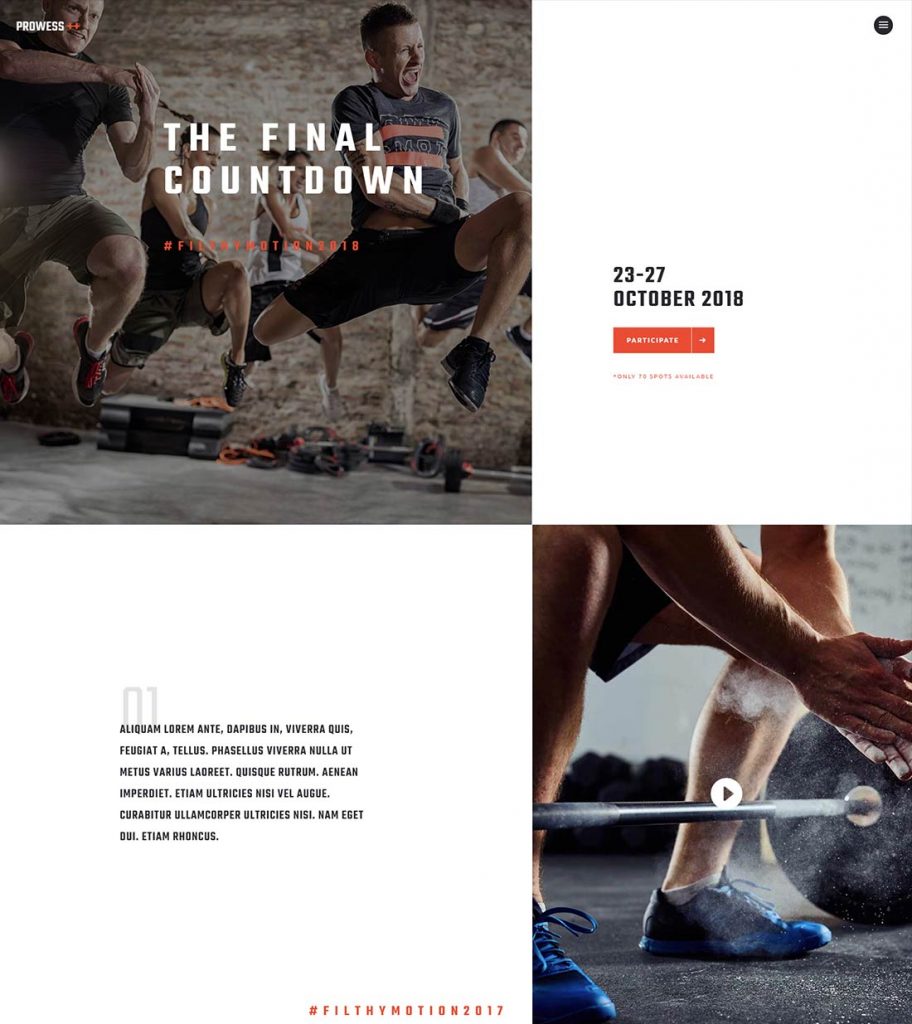 PROWESS ++
THE FINAL
COUNTDOWN
#FILTHYMOTION2018
23-27
OCTOBER 2018
PARTICIPATE →
*ONLY 70 SPOTS AVAILABLE
01
ALIQUAM LOREM ANTE, DAPIBUS IN, VIVERRA QUIS,
FEUGIAT A, TELLUS. PHASELLUS VIVERRA NULLA UT
METUS VARIUS LAOREET. QUISQUE RUTRUM. AENEAN
IMPERDIET. ETIAM ULTRICIES NISI VEL AUGUE.
CURABITUR ULLAMCORPER ULTRICIES NISI. NAM EGET
DUI. ETIAM RHONCUS.
#FILTHYMOTION2017